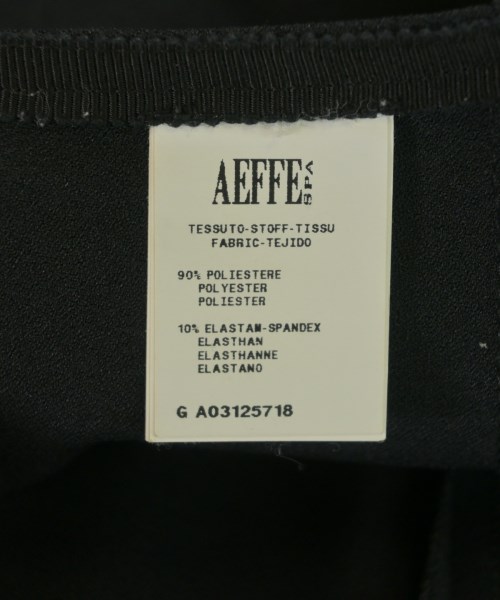 AEFFE SPA
TESSUTO-STOFF-TISSU
FABRIC-TEJIDO
90% POLIESTERE
POLYESTER
POLIESTER
10% ELASTAM-SPANDEX
ELASTHAN
ELASTHANNE
ELASTANO
G A03125718